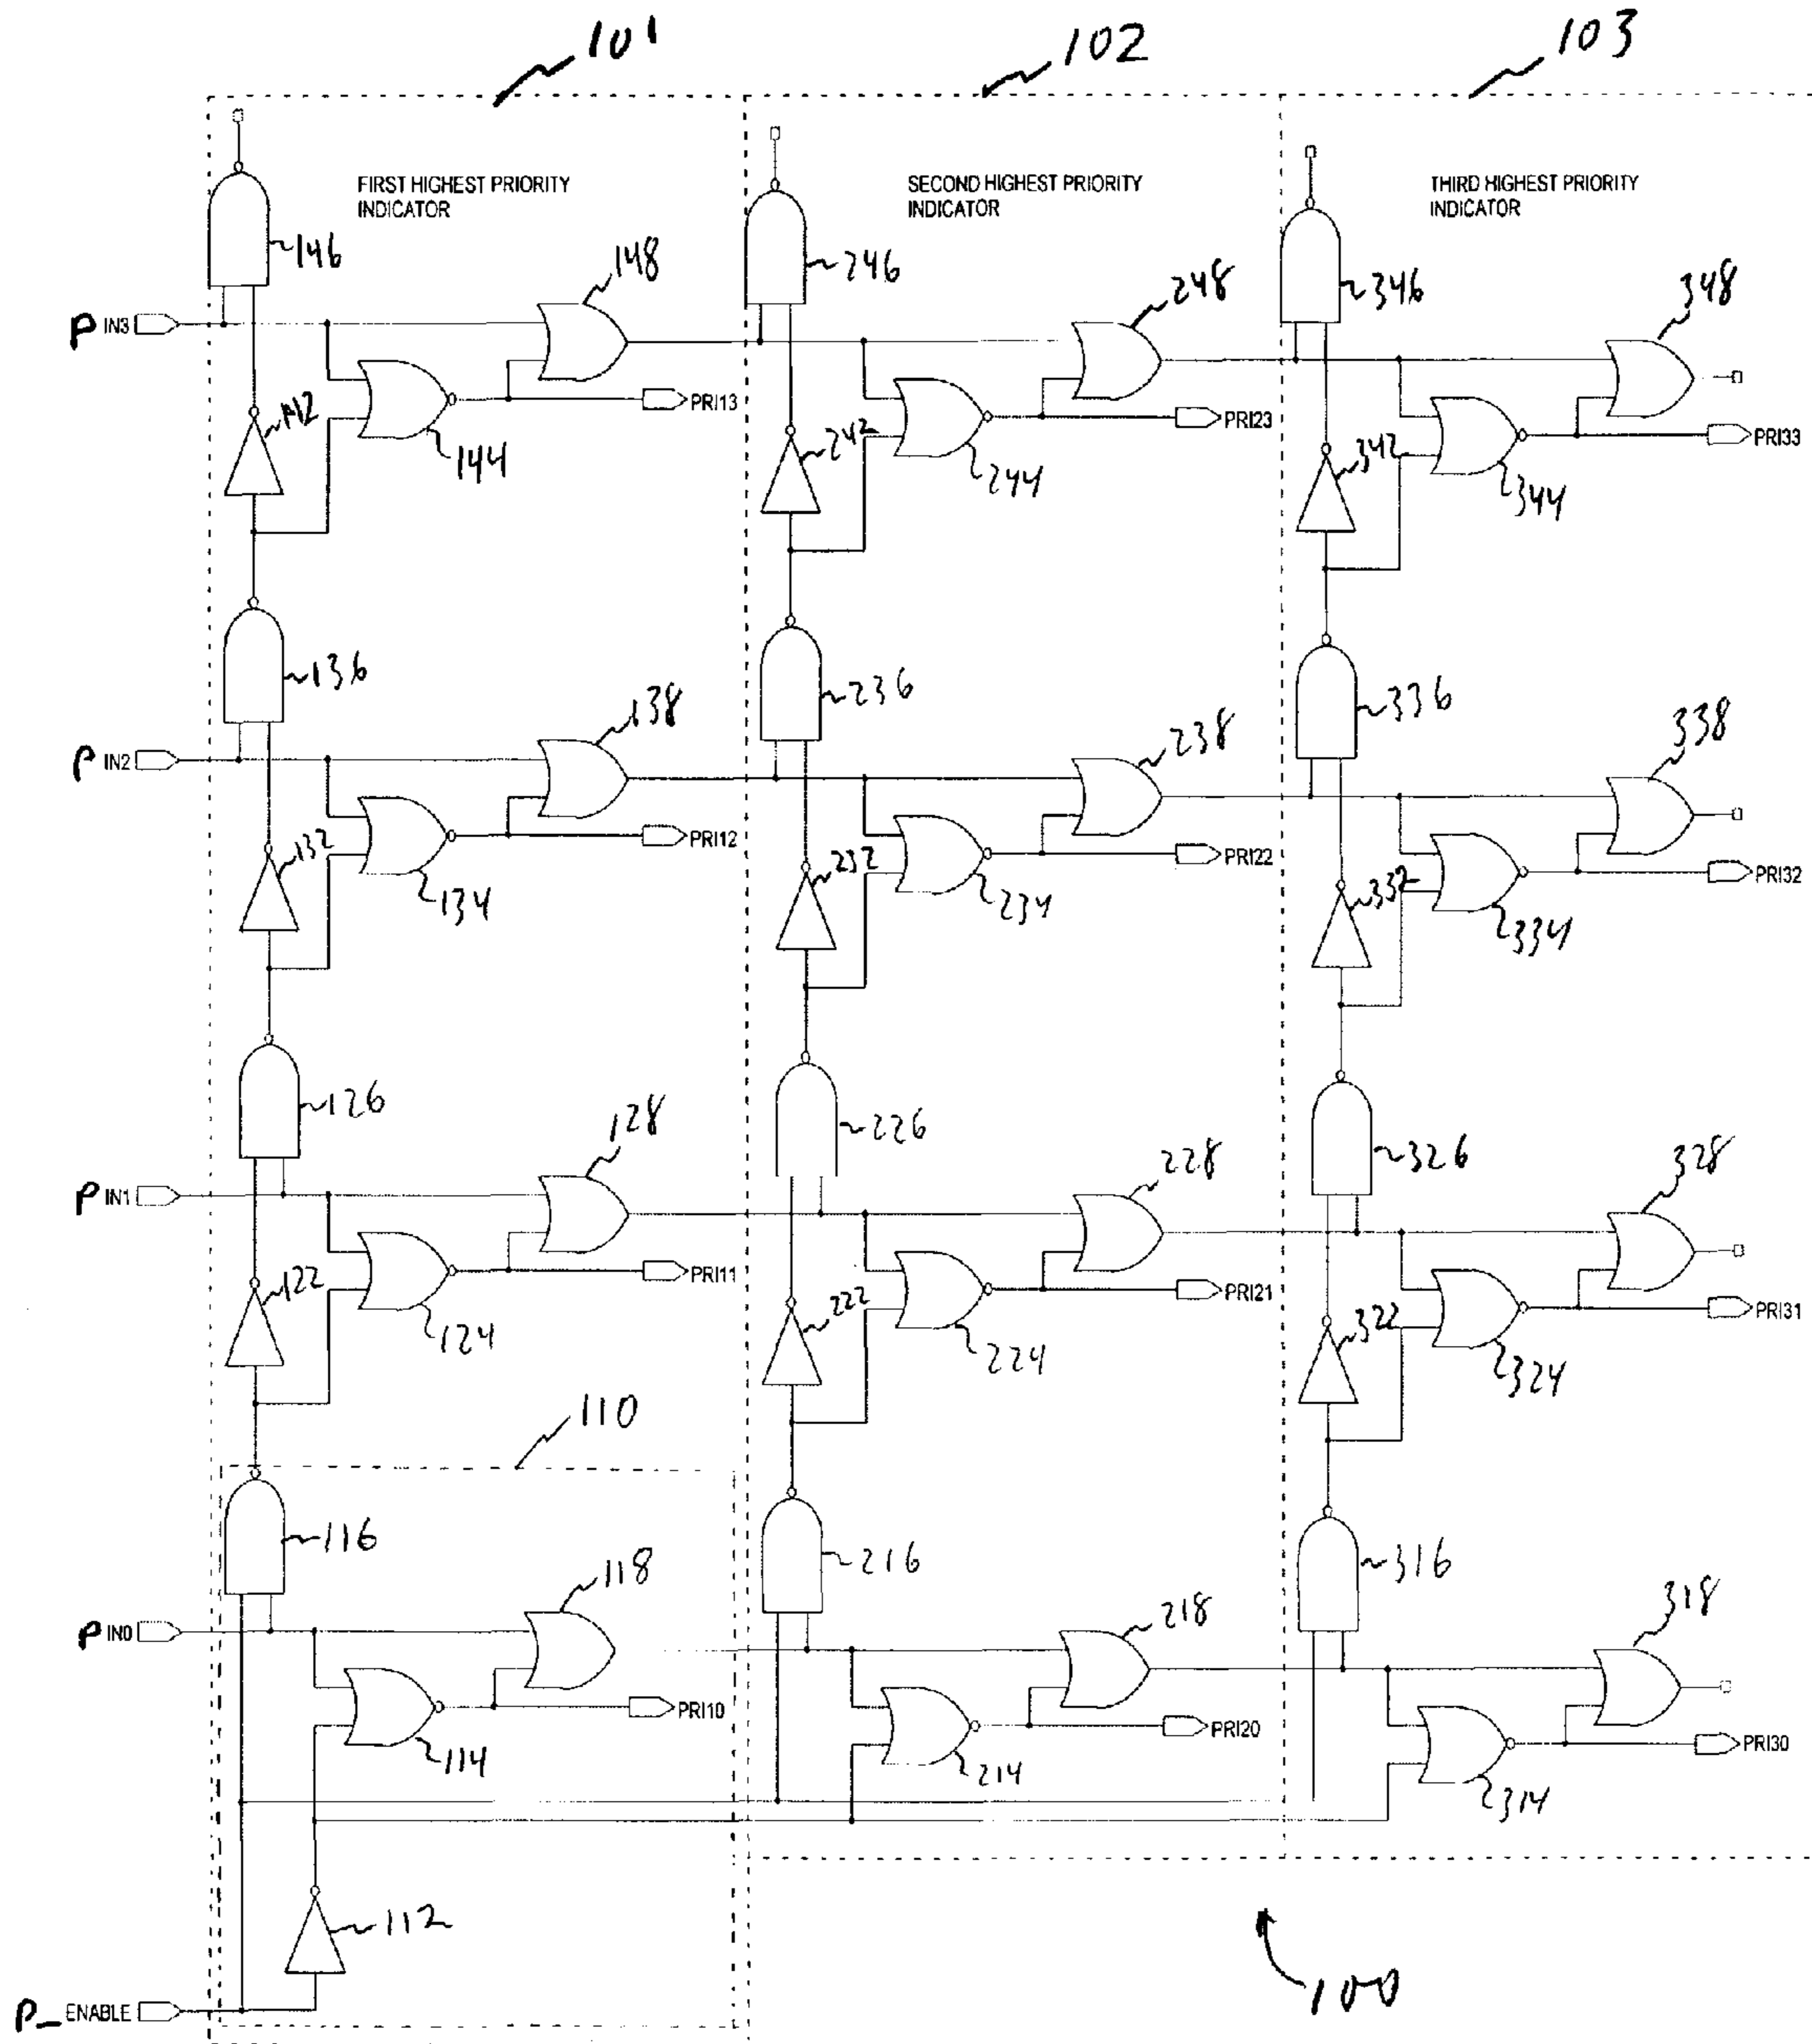 101
102
103
FIRST HIGHEST PRIORITY
INDICATOR
SECOND HIGHEST PRIORITY
INDICATOR
THIRD HIGHEST PRIORITY
INDICATOR
146
148
246
248
346
348
P IN3
142
144
PRI13
242
244
PRI23
342
344
PRI33
136
138
236
238
336
338
P IN2
132
134
PRI12
232
234
PRI22
332
334
PRI32
126
128
226
228
326
328
P IN1
122
124
PRI11
222
224
PRI21
322
324
PRI31
110
116
118
216
218
316
318
P IN0
114
PRI10
214
PRI20
314
PRI30
112
P_ ENABLE
100